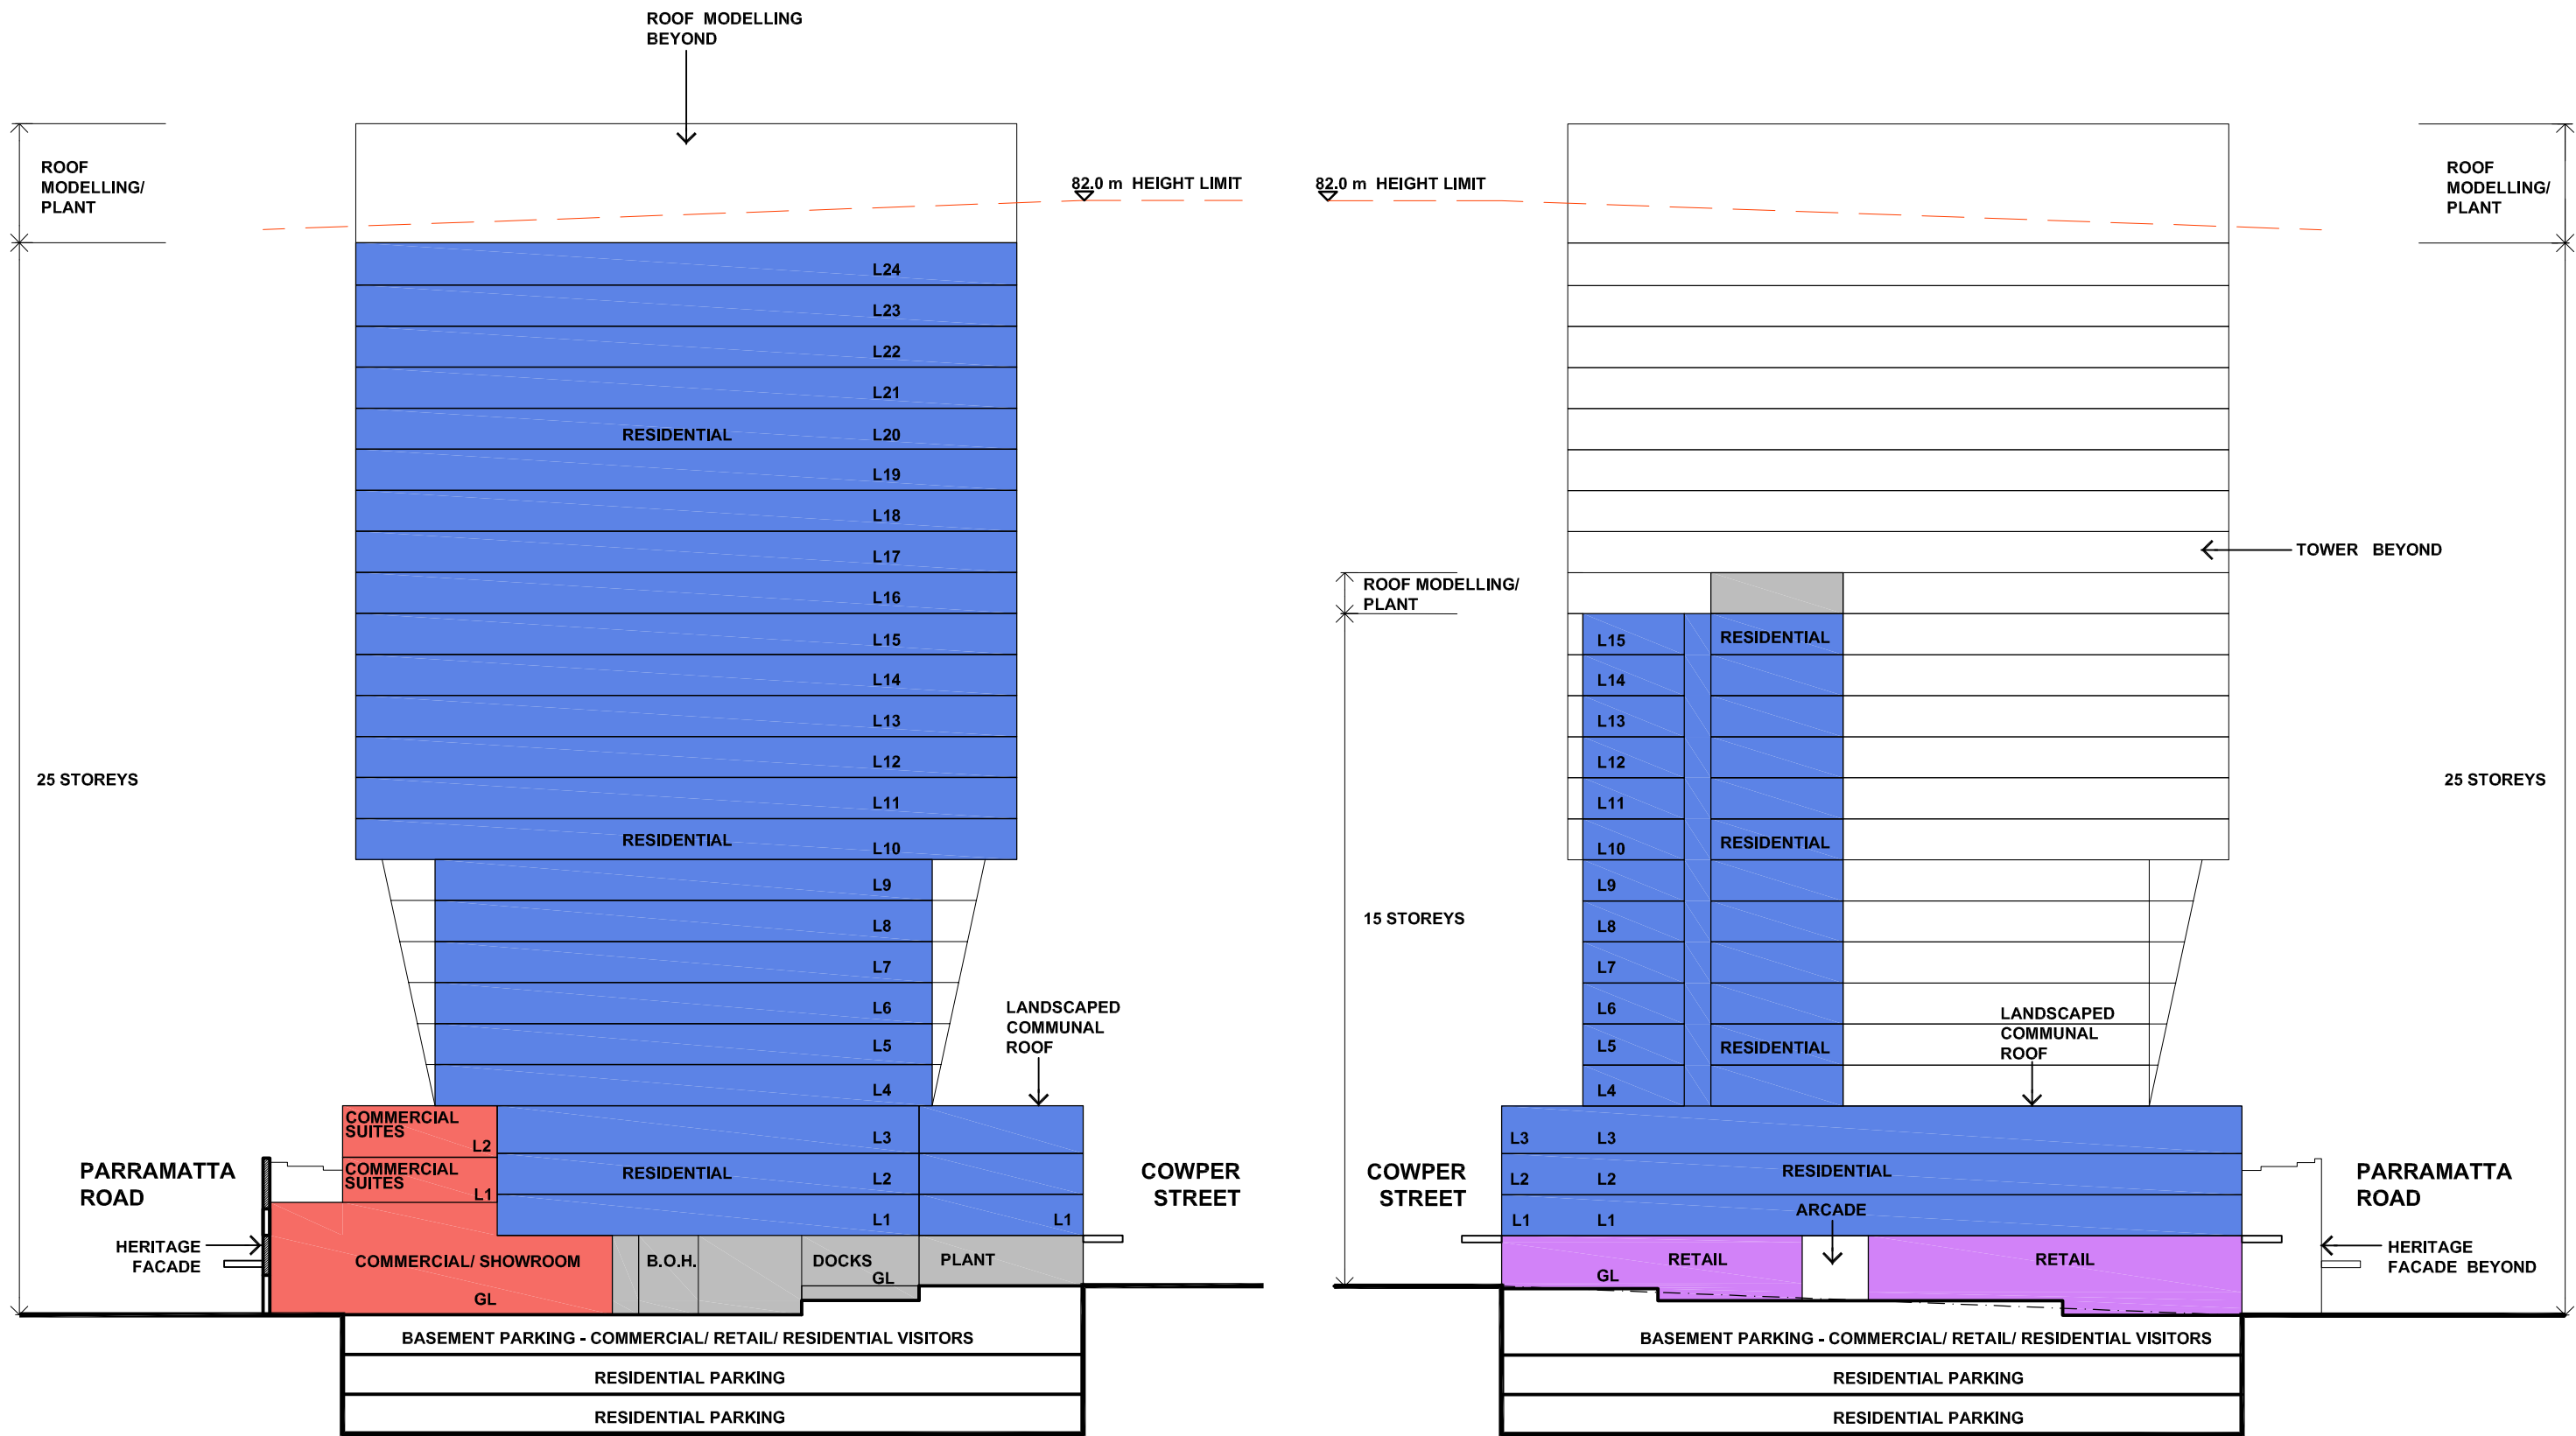 ROOF MODELLING
BEYOND
ROOF
MODELLING/
PLANT
82.0 m HEIGHT LIMIT
L24
L23
L22
L21
RESIDENTIAL L20
L19
L18
L17
L16
L15
L14
L13
L12
25 STOREYS
L11
RESIDENTIAL L10
L9
L8
L7
L6
L5
L4
LANDSCAPED
COMMUNAL
ROOF
COMMERCIAL
SUITES
L2
COMMERCIAL
SUITES
L1
L3
RESIDENTIAL L2
L1
L1
PARRAMATTA
ROAD
COWPER
STREET
HERITAGE
FACADE
COMMERCIAL/ SHOWROOM
GL
B.O.H.
DOCKS
GL
PLANT
BASEMENT PARKING - COMMERCIAL/ RETAIL/ RESIDENTIAL VISITORS
RESIDENTIAL PARKING
RESIDENTIAL PARKING
82.0 m HEIGHT LIMIT
ROOF
MODELLING/
PLANT
TOWER BEYOND
ROOF MODELLING/
PLANT
L15 RESIDENTIAL
L14
L13
L12
L11
L10 RESIDENTIAL
25 STOREYS
L9
L8
15 STOREYS
L7
L6
L5 RESIDENTIAL
L4
LANDSCAPED
COMMUNAL
ROOF
L3 L3
L2 L2 RESIDENTIAL
L1 L1
COWPER
STREET
PARRAMATTA
ROAD
ARCADE
RETAIL
GL
RETAIL
HERITAGE
FACADE BEYOND
BASEMENT PARKING - COMMERCIAL/ RETAIL/ RESIDENTIAL VISITORS
RESIDENTIAL PARKING
RESIDENTIAL PARKING